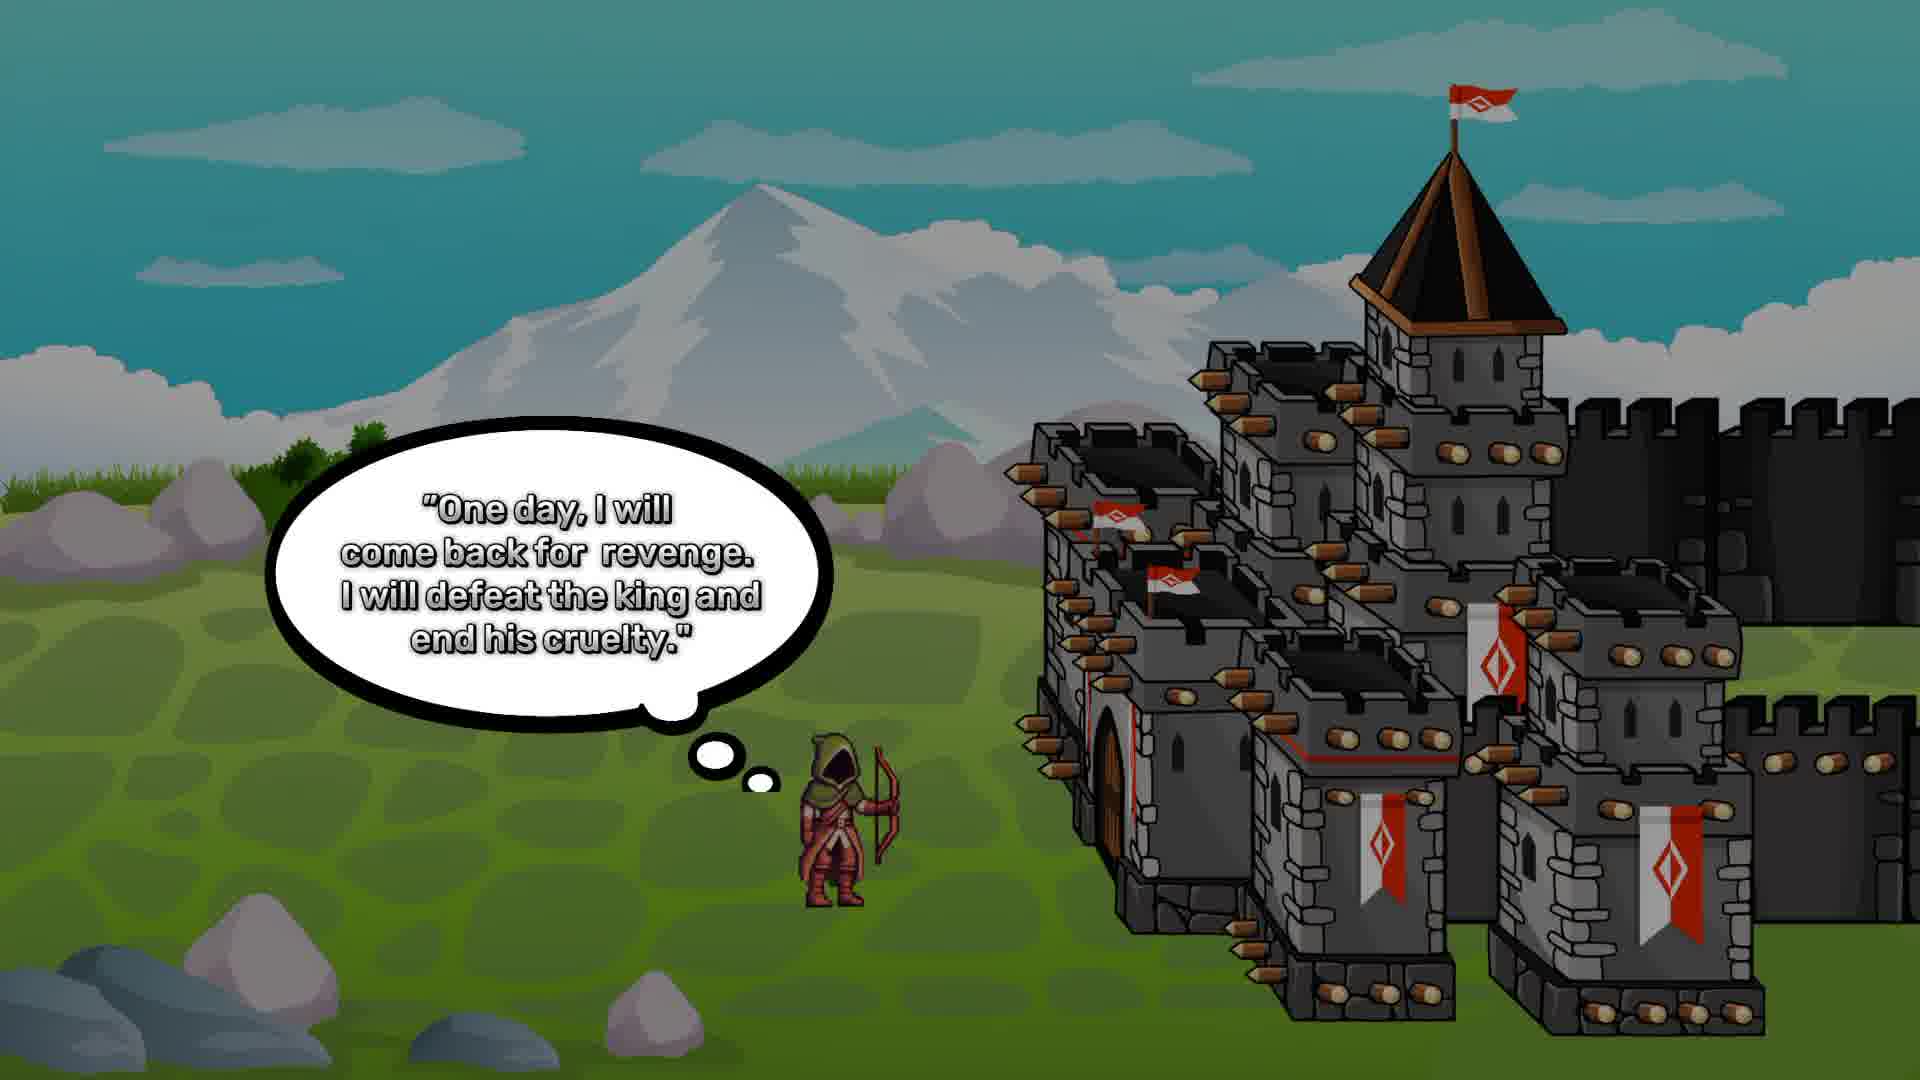 "One day, I will
come back for  revenge.
I will defeat the king and
end his cruelty."